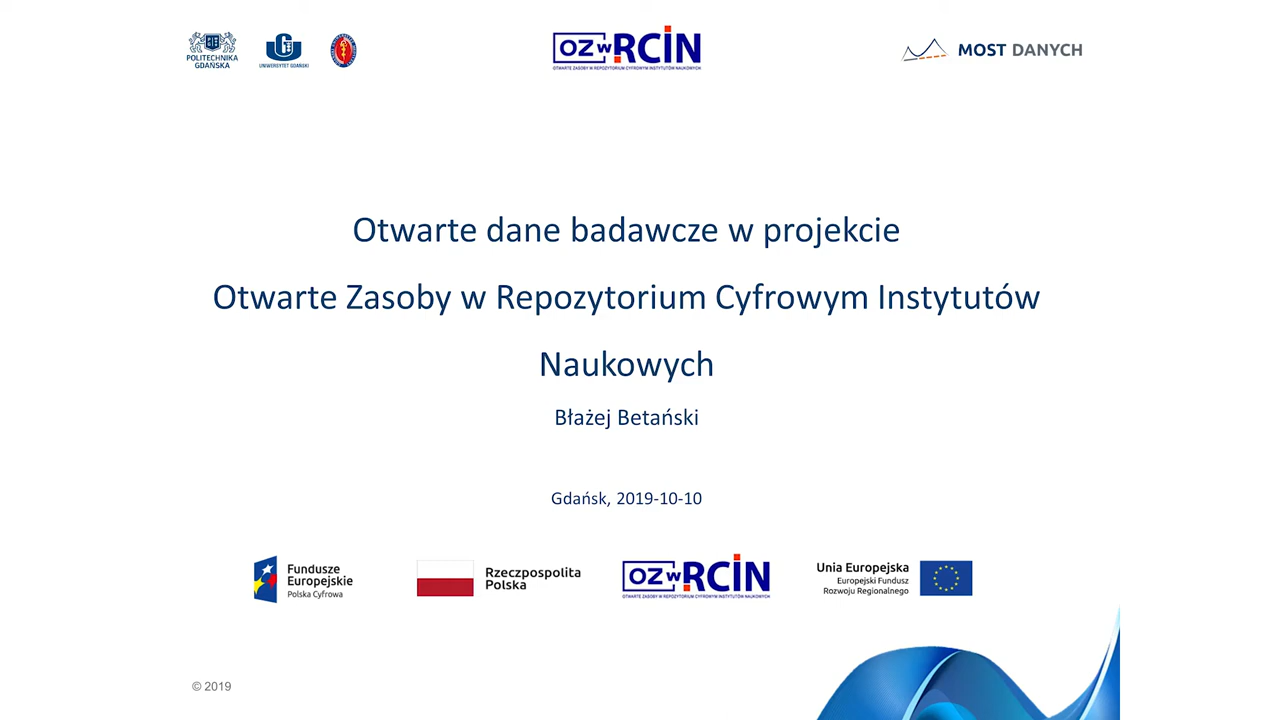 POLITECHNIKA
GDAŃSKA
UNIWERSYTET GDAŃSKI
OZwRCIN
OTWARTE ZASOBY W REPOZYTORIUM CYFROWYM INSTYTUTÓW NAUKOWYCH
MOST DANYCH
Otwarte dane badawcze w projekcie
Otwarte Zasoby w Repozytorium Cyfrowym Instytutów
Naukowych
Błażej Betański
Gdańsk, 2019-10-10
Fundusze
Europejskie
Polska Cyfrowa
Rzeczpospolita
Polska
OZwRCIN
OTWARTE ZASOBY W REPOZYTORIUM CYFROWYM INSTYTUTÓW NAUKOWYCH
Unia Europejska
Europejski Fundusz
Rozwoju Regionalnego
© 2019